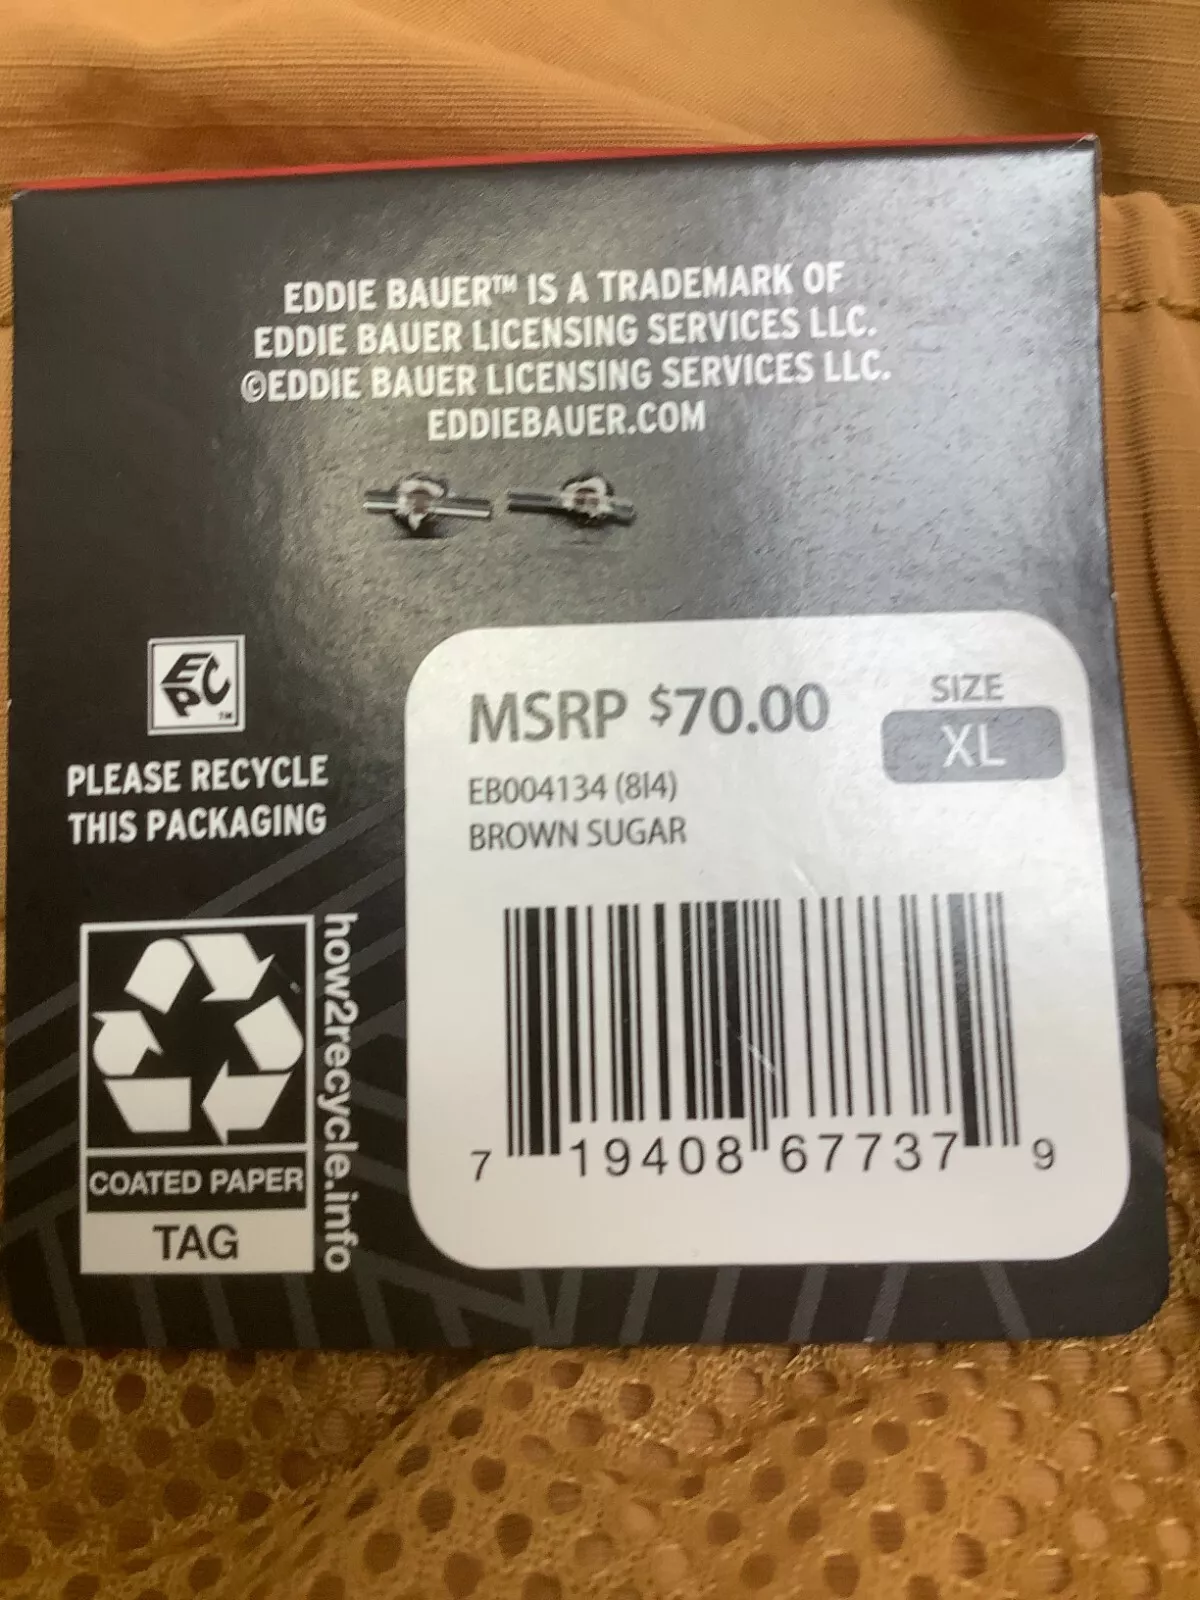 EDDIE BAUER™ IS A TRADEMARK OF
EDDIE BAUER LICENSING SERVICES LLC.
©EDDIE BAUER LICENSING SERVICES LLC.
EDDIEBAUER.COM
EPC™
PLEASE RECYCLE
THIS PACKAGING
how2recycle.info
COATED PAPER
TAG
MSRP $70.00
SIZE
XL
EB004134 (8I4)
BROWN SUGAR
7 19408 67737 9